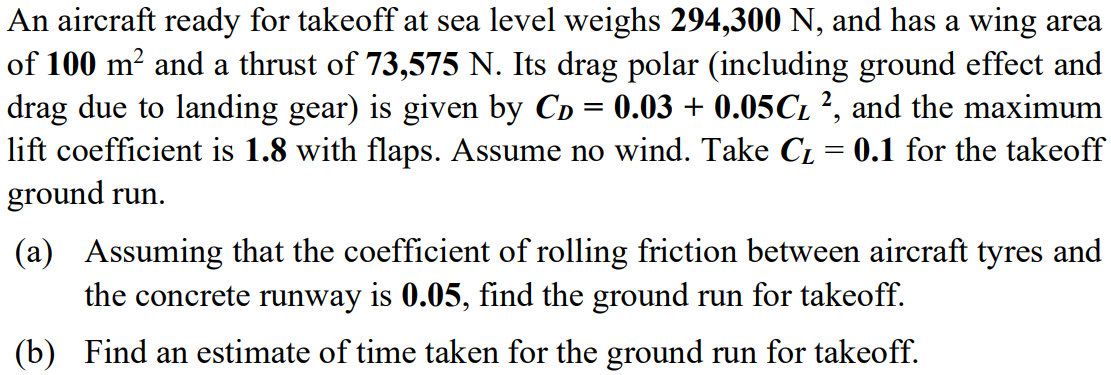 An aircraft ready for takeoff at sea level weighs 294,300 N, and has a wing area
of 100 m² and a thrust of 73,575 N. Its drag polar (including ground effect and
drag due to landing gear) is given by C_D = 0.03 + 0.05C_L ², and the maximum
lift coefficient is 1.8 with flaps. Assume no wind. Take C_L = 0.1 for the takeoff
ground run.
(a) Assuming that the coefficient of rolling friction between aircraft tyres and
the concrete runway is 0.05, find the ground run for takeoff.
(b) Find an estimate of time taken for the ground run for takeoff.